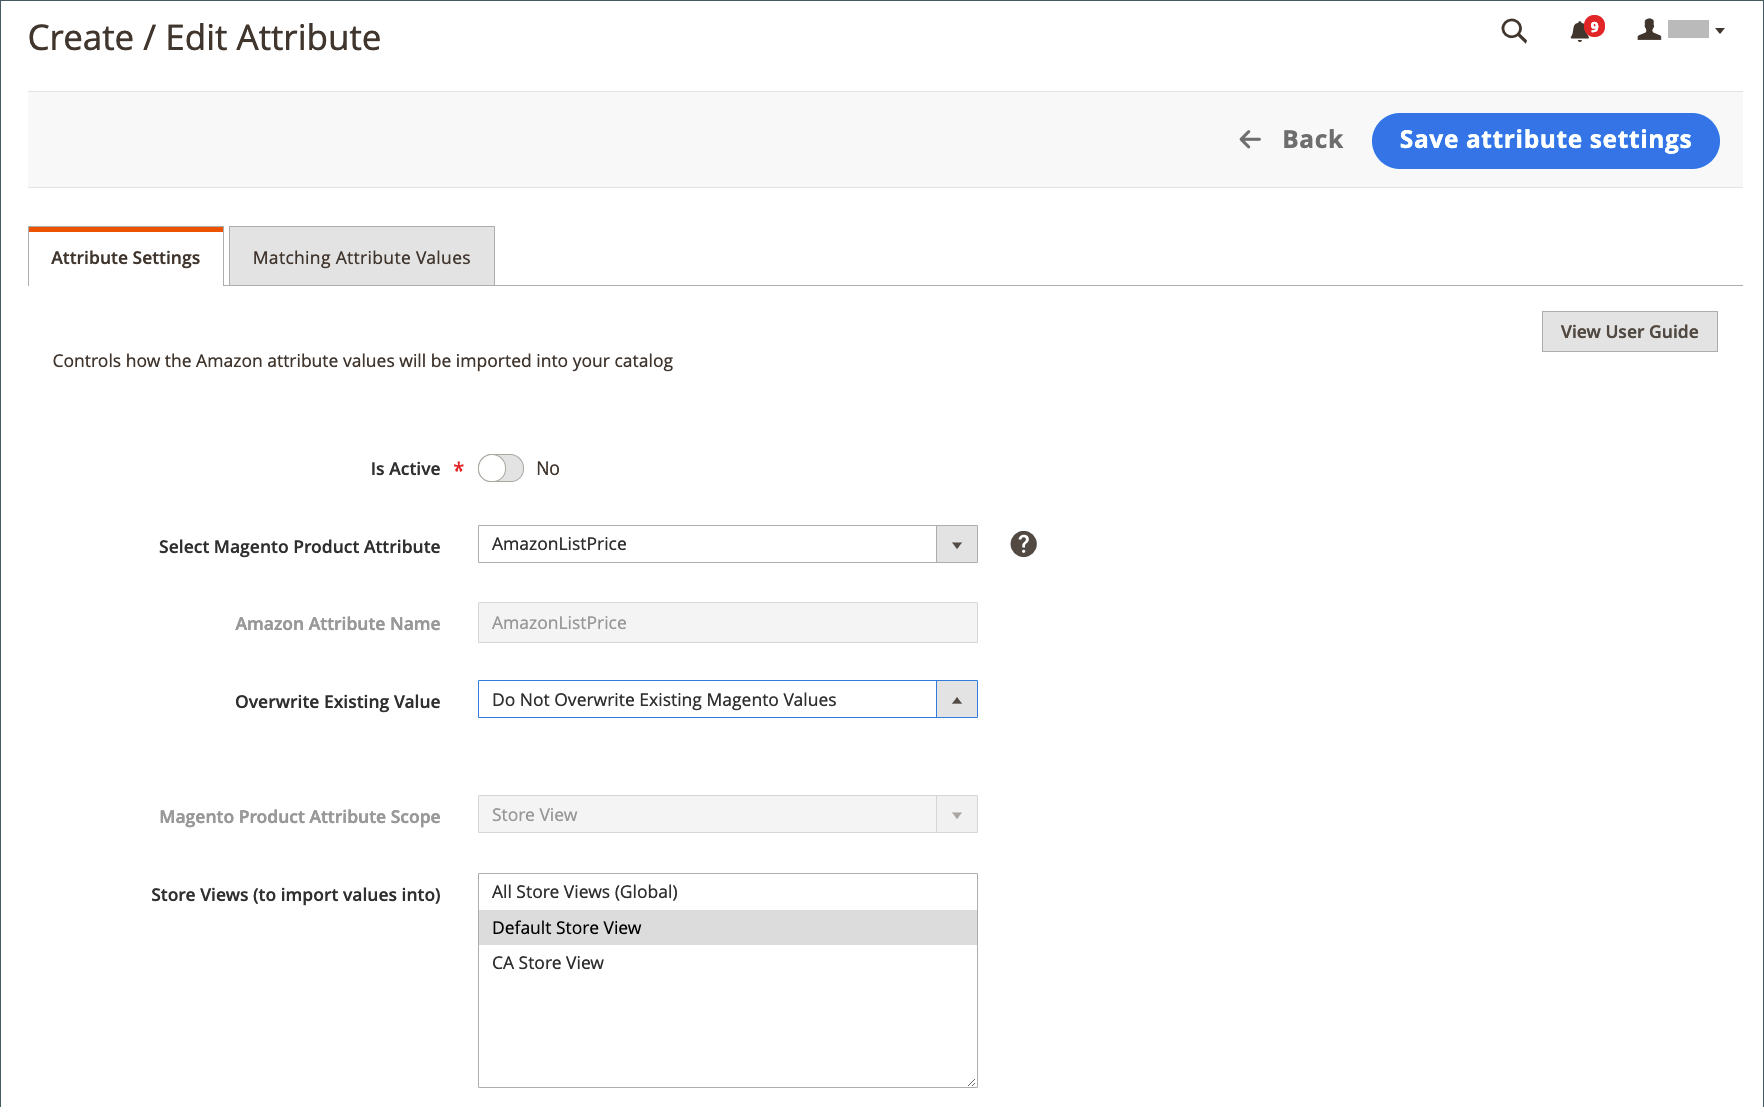 Create / Edit Attribute
9
Back
Save attribute settings
Attribute Settings
Matching Attribute Values
View User Guide
Controls how the Amazon attribute values will be imported into your catalog
Is Active * No
Select Magento Product Attribute AmazonListPrice ?
Amazon Attribute Name AmazonListPrice
Overwrite Existing Value Do Not Overwrite Existing Magento Values
Magento Product Attribute Scope Store View
Store Views (to import values into) All Store Views (Global)
Default Store View
CA Store View